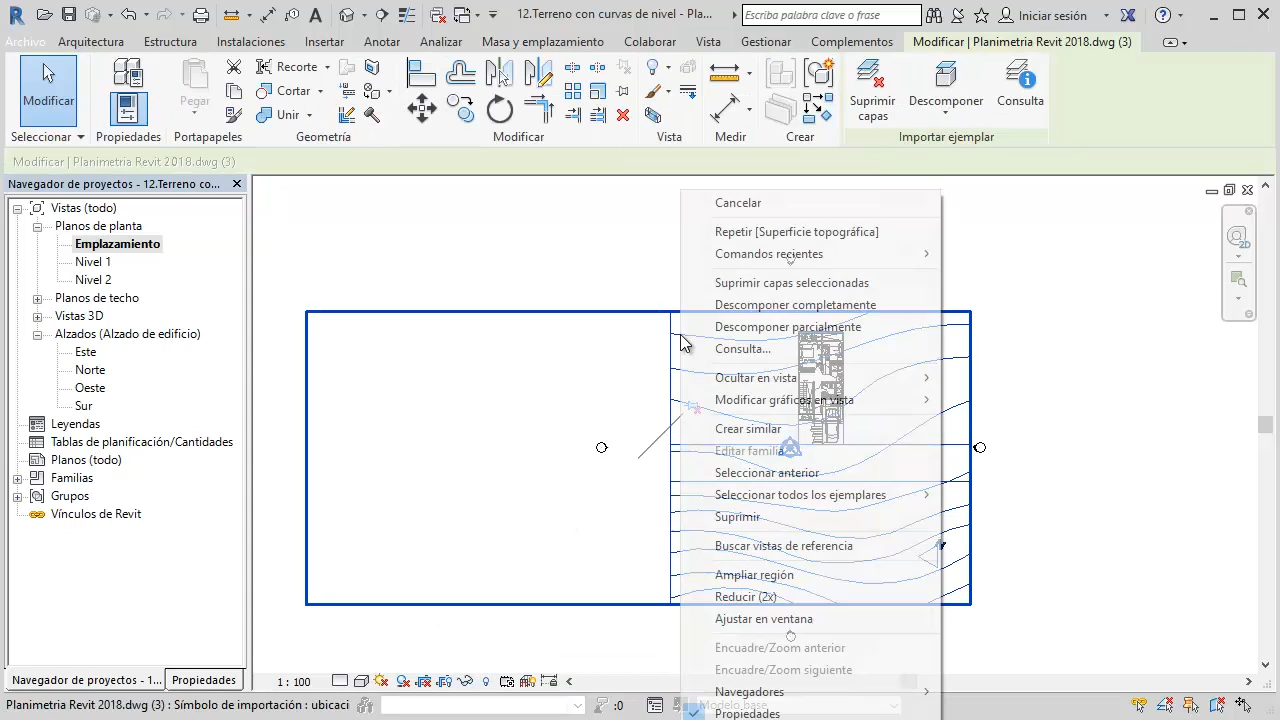 12.Terreno con curvas de nivel - Pla...
Escriba palabra clave o frase
Iniciar sesión
Archivo
Arquitectura
Estructura
Instalaciones
Insertar
Anotar
Analizar
Masa y emplazamiento
Colaborar
Vista
Gestionar
Complementos
Modificar | Planimetria Revit 2018.dwg (3)
Modificar
Pegar
Recorte
Cortar
Unir
Suprimir
capas
Descomponer
Consulta
Seleccionar
Propiedades
Portapapeles
Geometría
Modificar
Vista
Medir
Crear
Importar ejemplar
Modificar | Planimetria Revit 2018.dwg (3)
Navegador de proyectos - 12.Terreno co...
Vistas (todo)
Planos de planta
Emplazamiento
Nivel 1
Nivel 2
Planos de techo
Vistas 3D
Alzados (Alzado de edificio)
Este
Norte
Oeste
Sur
Leyendas
Tablas de planificación/Cantidades
Planos (todo)
Familias
Grupos
Vínculos de Revit
Navegador de proyectos - 1...
Propiedades
Cancelar
Repetir [Superficie topográfica]
Comandos recientes
Suprimir capas seleccionadas
Descomponer completamente
Descomponer parcialmente
Consulta...
Ocultar en vista
Modificar gráficos en vista
Crear similar
Editar familia
Seleccionar anterior
Seleccionar todos los ejemplares
Suprimir
Buscar vistas de referencia
Ampliar región
Reducir (2x)
Ajustar en ventana
Encuadre/Zoom anterior
Encuadre/Zoom siguiente
Navegadores
Propiedades
2D
1 : 100
Planimetria Revit 2018.dwg (3) : Símbolo de importación : ubicaci
:0
Modelo base